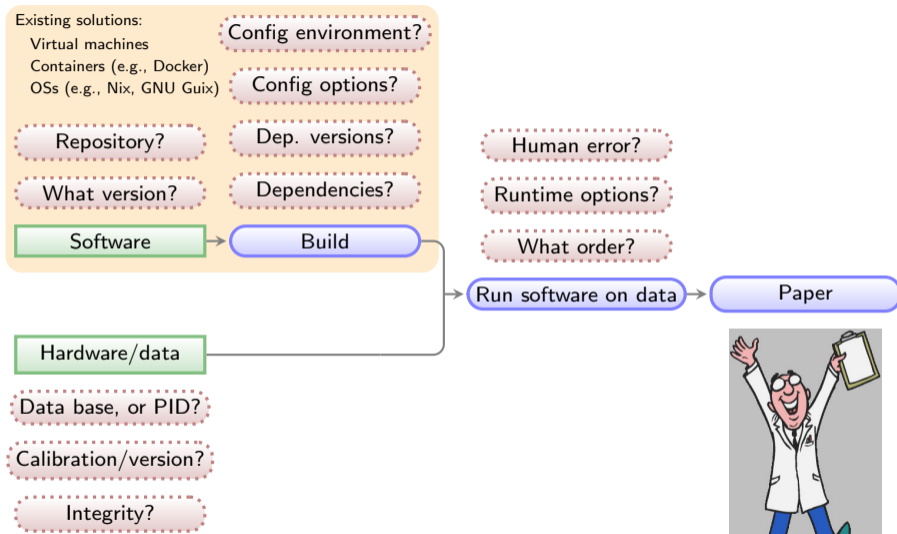 Existing solutions:
Virtual machines
Containers (e.g., Docker)
OSs (e.g., Nix, GNU Guix)
Config environment?
Config options?
Repository?
Dep. versions?
What version?
Dependencies?
Software
Build
Human error?
Runtime options?
What order?
Run software on data
Paper
Hardware/data
Data base, or PID?
Calibration/version?
Integrity?